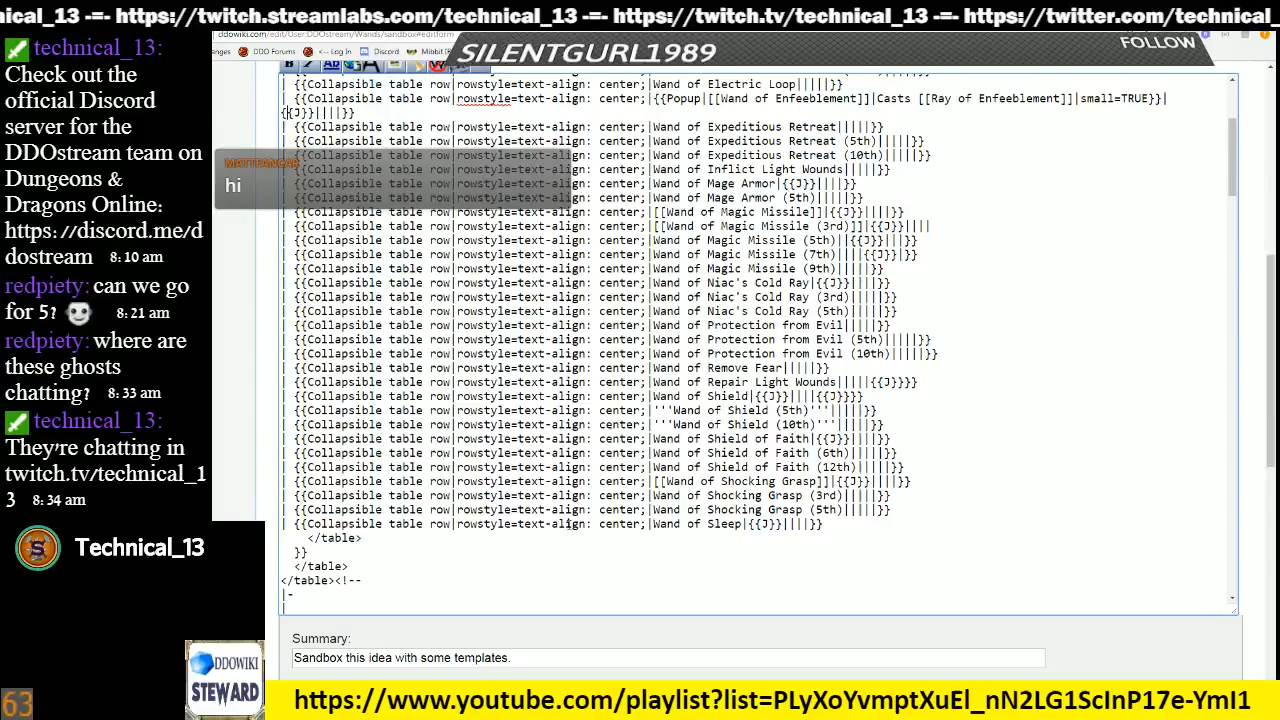 nical_13 -=- https://twitch.streamlabs.com/technical_13 -=- https://twitch.tv/technical_13 -=- https://twitter.com/technical_
technical_13:
Check out the
official Discord
server for the
DDOstream team on
Dungeons &
Dragons Online:
https://discord.me/d
dostream 8:10 am
redpiety: can we go
for 5? 8:21 am
redpiety: where are
these ghosts
chatting? 8:33 am
technical_13:
They're chatting in
twitch.tv/technical_1
3 8:34 am
Technical_13
DDOWIKI
STEWARD
63
ddowiki.com/edit/User:DDOstream/Wands/sandbox#editform
DDO Forums <-- Log In Discord Mibbit
SILENTGURL1989
FOLLOW
MATTFANCAR
hi
| {{Collapsible table row|rowstyle=text-align: center;|Wand of Electric Loop|||||}}
{{Collapsible table row|rowstyle=text-align: center;|{{Popup|[[Wand of Enfeeblement]]|Casts [[Ray of Enfeeblement]]|small=TRUE}}|
{{J}}||||}}
| {{Collapsible table row|rowstyle=text-align: center;|Wand of Expeditious Retreat|||||}}
| {{Collapsible table row|rowstyle=text-align: center;|Wand of Expeditious Retreat (5th)|||||}}
| {{Collapsible table row|rowstyle=text-align: center;|Wand of Expeditious Retreat (10th)|||||}}
| {{Collapsible table row|rowstyle=text-align: center;|Wand of Inflict Light Wounds|||||}}
| {{Collapsible table row|rowstyle=text-align: center;|Wand of Mage Armor|{{J}}||||}}
| {{Collapsible table row|rowstyle=text-align: center;|Wand of Mage Armor (5th)|||||}}
| {{Collapsible table row|rowstyle=text-align: center;|[[Wand of Magic Missile]]|{{J}}||||}}
| {{Collapsible table row|rowstyle=text-align: center;|[[Wand of Magic Missile (3rd)]]|{{J}}||||
| {{Collapsible table row|rowstyle=text-align: center;|Wand of Magic Missile (5th)|{{J}}|||}}
| {{Collapsible table row|rowstyle=text-align: center;|Wand of Magic Missile (7th)||{{J}}|}}
| {{Collapsible table row|rowstyle=text-align: center;|Wand of Magic Missile (9th)|||||}}
| {{Collapsible table row|rowstyle=text-align: center;|Wand of Niac's Cold Ray|{{J}}||||}}
| {{Collapsible table row|rowstyle=text-align: center;|Wand of Niac's Cold Ray (3rd)|||||}}
| {{Collapsible table row|rowstyle=text-align: center;|Wand of Niac's Cold Ray (5th)|||||}}
| {{Collapsible table row|rowstyle=text-align: center;|Wand of Protection from Evil|||||}}
| {{Collapsible table row|rowstyle=text-align: center;|Wand of Protection from Evil (5th)|||||}}
| {{Collapsible table row|rowstyle=text-align: center;|Wand of Protection from Evil (10th)|||||}}
| {{Collapsible table row|rowstyle=text-align: center;|Wand of Remove Fear|||||}}
| {{Collapsible table row|rowstyle=text-align: center;|Wand of Repair Light Wounds|||||{{J}}}}
| {{Collapsible table row|rowstyle=text-align: center;|Wand of Shield|{{J}}||||{{J}}}}
| {{Collapsible table row|rowstyle=text-align: center;|'''Wand of Shield (5th)'''|||||}}
| {{Collapsible table row|rowstyle=text-align: center;|'''Wand of Shield (10th)'''|||||}}
| {{Collapsible table row|rowstyle=text-align: center;|Wand of Shield of Faith|{{J}}||||}}
| {{Collapsible table row|rowstyle=text-align: center;|Wand of Shield of Faith (6th)|||||}}
| {{Collapsible table row|rowstyle=text-align: center;|Wand of Shield of Faith (12th)|||||}}
| {{Collapsible table row|rowstyle=text-align: center;|[[Wand of Shocking Grasp]]|{{J}}||||}}
| {{Collapsible table row|rowstyle=text-align: center;|Wand of Shocking Grasp (3rd)|||||}}
| {{Collapsible table row|rowstyle=text-align: center;|Wand of Shocking Grasp (5th)|||||}}
| {{Collapsible table row|rowstyle=text-align: center;|Wand of Sleep|{{J}}||||}}
</table>
}}
</table>
</table><!--
|-
|
Summary:
Sandbox this idea with some templates.
https://www.youtube.com/playlist?list=PLyXoYvmptXuEl_nN2LG1ScInP17e-YmI1